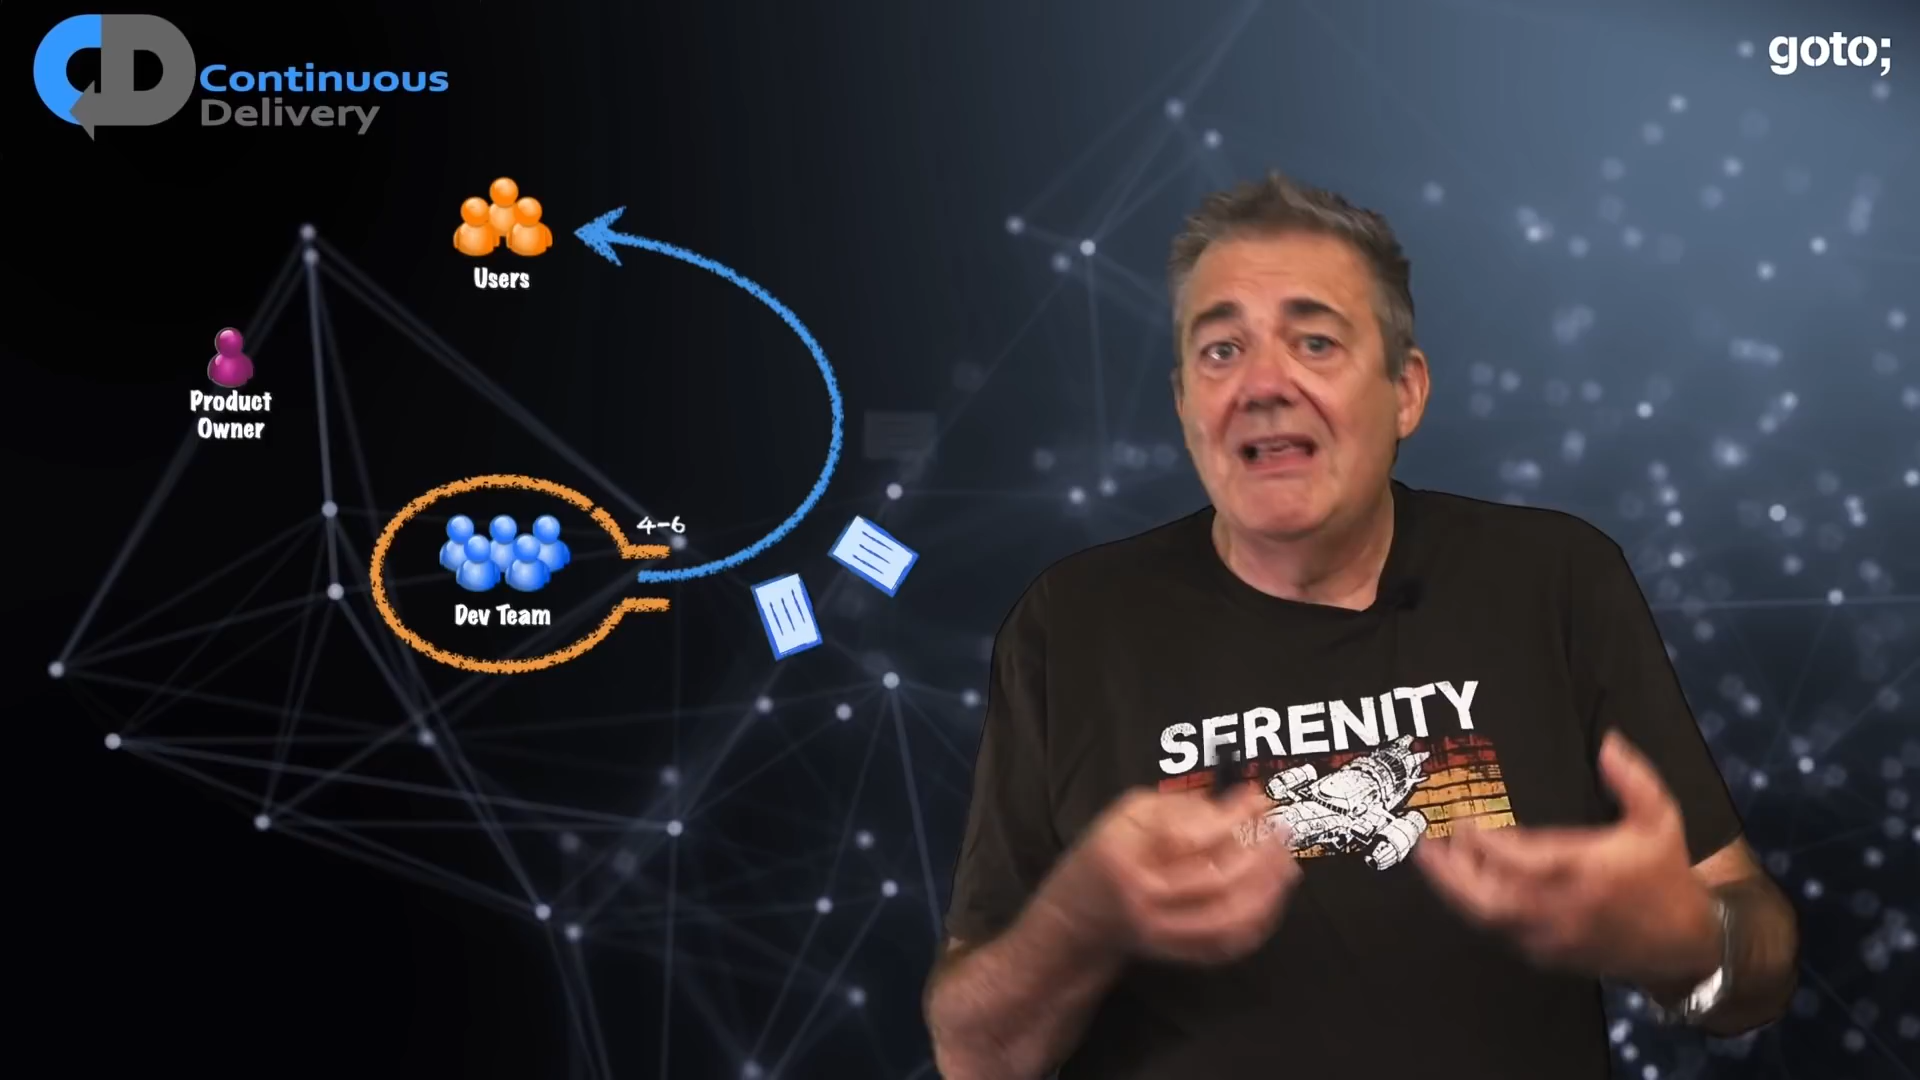 Continuous
Delivery
goto;
Users
Product
Owner
4-6
Dev Team
SERENITY